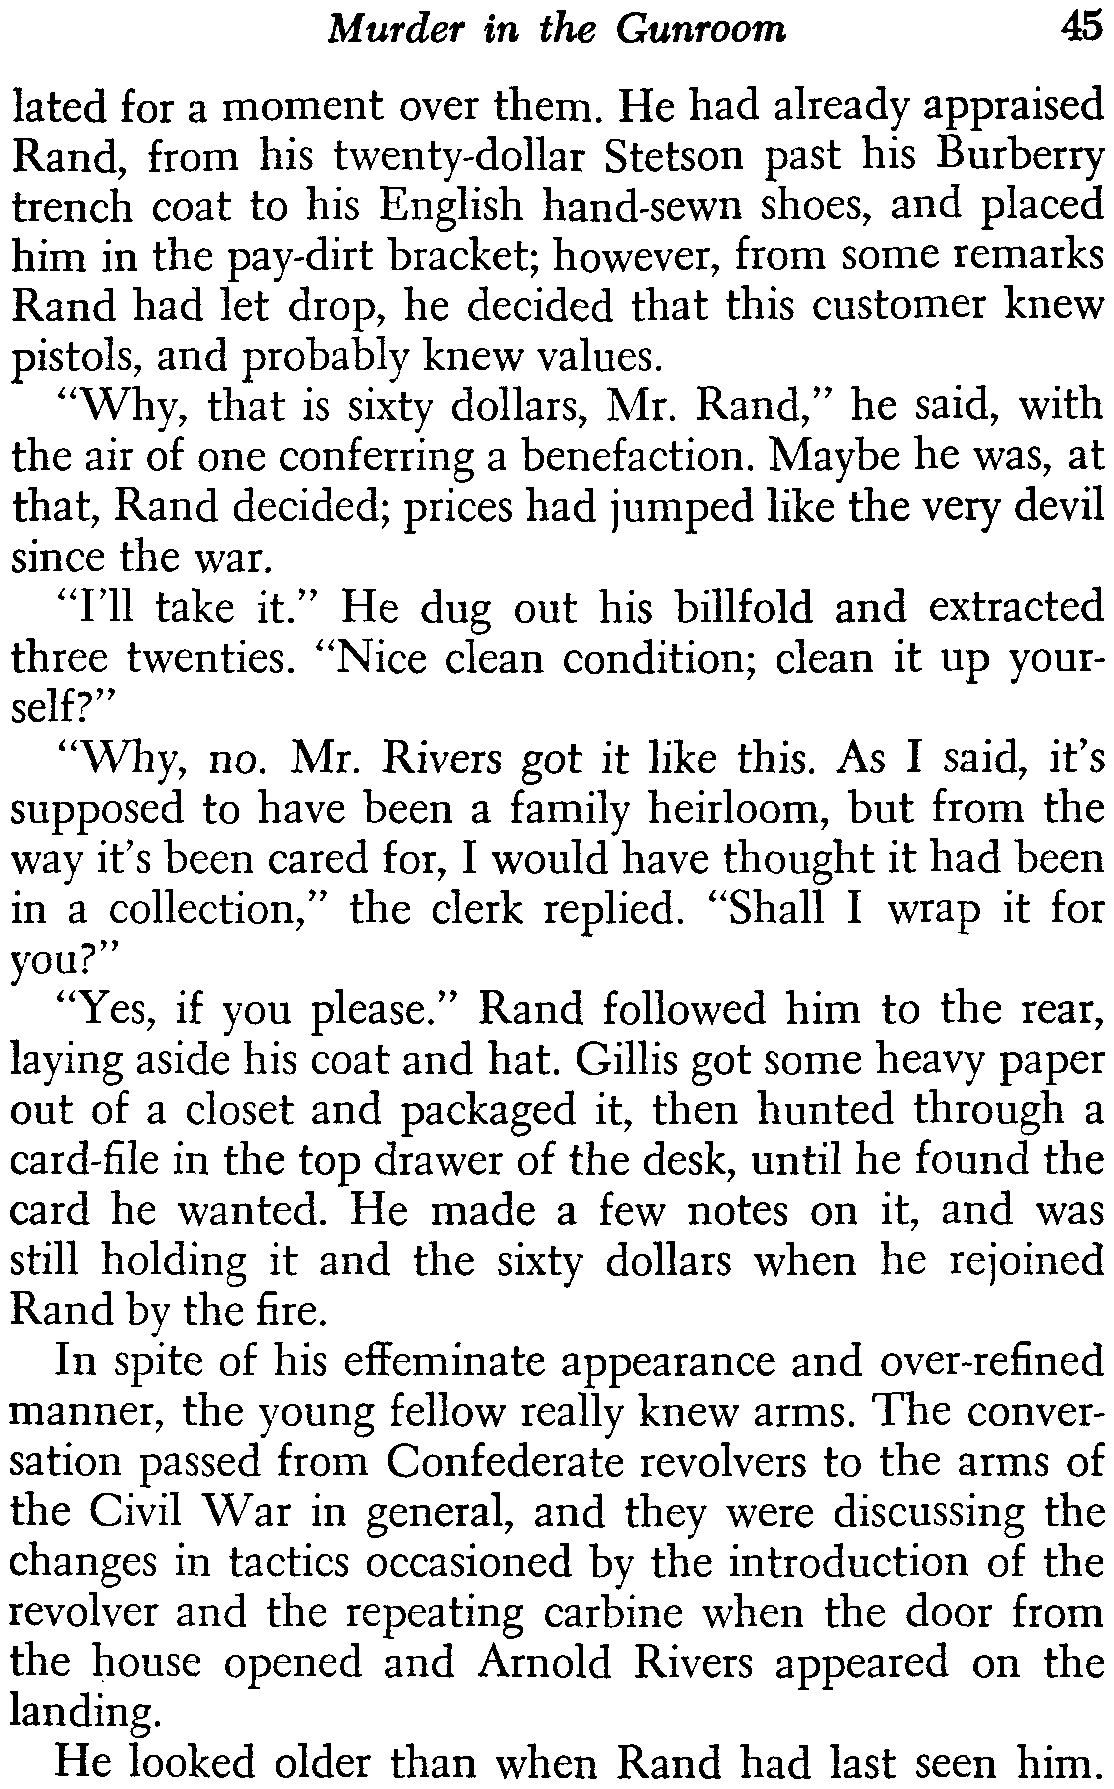 Murder in the Gunroom 45
lated for a moment over them. He had already appraised
Rand, from his twenty-dollar Stetson past his Burberry
trench coat to his English hand-sewn shoes, and placed
him in the pay-dirt bracket; however, from some remarks
Rand had let drop, he decided that this customer knew
pistols, and probably knew values.
“Why, that is sixty dollars, Mr. Rand,” he said, with
the air of one conferring a benefaction. Maybe he was, at
that, Rand decided; prices had jumped like the very devil
since the war.
“I’ll take it.” He dug out his billfold and extracted
three twenties. “Nice clean condition; clean it up your-
self?”
“Why, no. Mr. Rivers got it like this. As I said, it’s
supposed to have been a family heirloom, but from the
way it’s been cared for, I would have thought it had been
in a collection,” the clerk replied. “Shall I wrap it for
you?”
“Yes, if you please.” Rand followed him to the rear,
laying aside his coat and hat. Gillis got some heavy paper
out of a closet and packaged it, then hunted through a
card-file in the top drawer of the desk, until he found the
card he wanted. He made a few notes on it, and was
still holding it and the sixty dollars when he rejoined
Rand by the fire.
In spite of his effeminate appearance and over-refined
manner, the young fellow really knew arms. The conver-
sation passed from Confederate revolvers to the arms of
the Civil War in general, and they were discussing the
changes in tactics occasioned by the introduction of the
revolver and the repeating carbine when the door from
the house opened and Arnold Rivers appeared on the
landing.
He looked older than when Rand had last seen him.